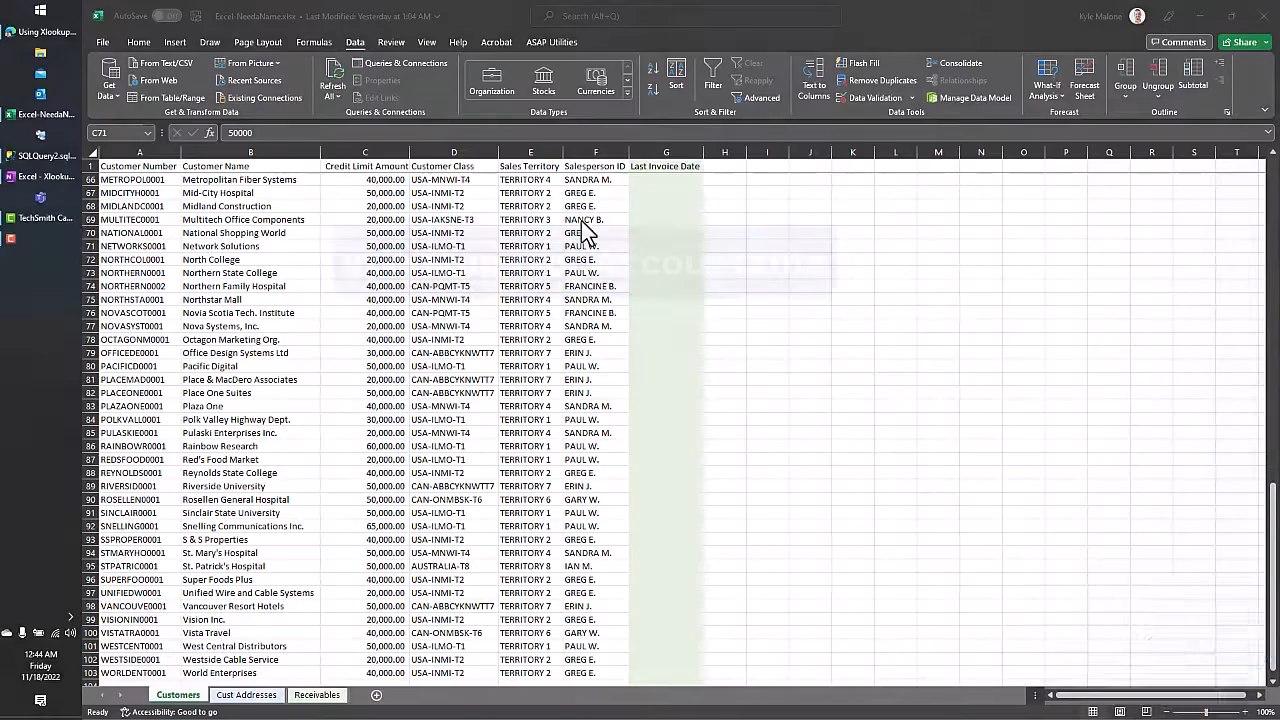 Using Xlookup...
Excel-NeedaN...
SQLQuery2.sql...
Excel - Xlooku...
TechSmith Ca...
12:44 AM
Friday
11/18/2022
AutoSave Off Excel-NeedaName.xlsx • Last Modified: Yesterday at 1:04 AM Search (Alt+Q) Kyle Malone
File Home Insert Draw Page Layout Formulas Data Review View Help Acrobat ASAP Utilities Comments Share
Get Data From Text/CSV From Web From Table/Range From Picture Recent Sources Existing Connections
Get & Transform Data
Refresh All Queries & Connections Properties Edit Links
Queries & Connections
Organization Stocks Currencies
Data Types
Sort Filter Clear Reapply Advanced
Sort & Filter
Text to Columns Flash Fill Remove Duplicates Data Validation Consolidate Relationships Manage Data Model
Data Tools
What-If Analysis Forecast Sheet
Forecast
Group Ungroup Subtotal
Outline
C71 fx 50000
A B C D E F G H I J K L M N O P Q R S T
1 Customer Number Customer Name Credit Limit Amount Customer Class Sales Territory Salesperson ID Last Invoice Date
66 METROPOL0001 Metropolitan Fiber Systems 40,000.00 USA-MNWI-T4 TERRITORY 4 SANDRA M.
67 MIDCITYH0001 Mid-City Hospital 50,000.00 USA-INMI-T2 TERRITORY 2 GREG E.
68 MIDLANDC0001 Midland Construction 20,000.00 USA-INMI-T2 TERRITORY 2 GREG E.
69 MULTITEC0001 Multitech Office Components 20,000.00 USA-IAKSNE-T3 TERRITORY 3 NANCY B.
70 NATIONAL0001 National Shopping World 50,000.00 USA-INMI-T2 TERRITORY 2 GRE
71 NETWORKS0001 Network Solutions 50,000.00 USA-ILMO-T1 TERRITORY 1 PAUL W.
72 NORTHCOL0001 North College 50,000.00 USA-INMI-T2 TERRITORY 2 GREG E.
73 NORTHERN0001 Northern State College 40,000.00 USA-ILMO-T1 TERRITORY 1 PAUL W.
74 NORTHERN0002 Northern Family Hospital 40,000.00 CAN-PQMT-T5 TERRITORY 5 FRANCINE B.
75 NORTHSTA0001 Northstar Mall 40,000.00 USA-MNWI-T4 TERRITORY 4 SANDRA M.
76 NOVASCOT0001 Novia Scotia Tech. Institute 40,000.00 CAN-PQMT-T5 TERRITORY 5 FRANCINE B.
77 NOVASYST0001 Nova Systems, Inc. 20,000.00 USA-MNWI-T4 TERRITORY 4 SANDRA M.
78 OCTAGONM0001 Octagon Marketing Org. 40,000.00 USA-INMI-T2 TERRITORY 2 GREG E.
79 OFFICEDE0001 Office Design Systems Ltd 30,000.00 CAN-ABBCYKNWTT7 TERRITORY 7 ERIN J.
80 PACIFICD0001 Pacific Digital 50,000.00 USA-ILMO-T1 TERRITORY 1 PAUL W.
81 PLACEMAD0001 Place & MacDero Associates 20,000.00 CAN-ABBCYKNWTT7 TERRITORY 7 ERIN J.
82 PLACEONE0001 Place One Suites 20,000.00 CAN-ABBCYKNWTT7 TERRITORY 7 ERIN J.
83 PLAZAONE0001 Plaza One 40,000.00 USA-MNWI-T4 TERRITORY 4 SANDRA M.
84 POLKVALL0001 Polk Valley Highway Dept. 30,000.00 USA-ILMO-T1 TERRITORY 1 PAUL W.
85 PULASKIE0001 Pulaski Enterprises Inc. 20,000.00 USA-MNWI-T4 TERRITORY 4 SANDRA M.
86 RAINBOWR0001 Rainbow Research 60,000.00 USA-ILMO-T1 TERRITORY 1 PAUL W.
87 REDSFOOD0001 Red's Food Market 50,000.00 USA-ILMO-T1 TERRITORY 1 PAUL W.
88 REYNOLDS0001 Reynolds State College 40,000.00 USA-INMI-T2 TERRITORY 2 GREG E.
89 RIVERSID0001 Riverside University 50,000.00 CAN-ABBCYKNWTT7 TERRITORY 7 ERIN J.
90 ROSELLEN0001 Rosellen General Hospital 50,000.00 CAN-ONMBSK-T6 TERRITORY 6 GARY W.
91 SINCLAIR0001 Sinclair State University 50,000.00 USA-ILMO-T1 TERRITORY 1 PAUL W.
92 SNELLING0001 Snelling Communications Inc. 65,000.00 USA-ILMO-T1 TERRITORY 1 PAUL W.
93 SSPROPER0001 S & S Properties 40,000.00 USA-INMI-T2 TERRITORY 2 GREG E.
94 STMARYHO0001 St. Mary's Hospital 50,000.00 USA-MNWI-T4 TERRITORY 4 SANDRA M.
95 STPATRIC0001 St. Patrick's Hospital 50,000.00 AUSTRALIA-T8 TERRITORY 8 IAN M.
96 SUPERFOO0001 Super Foods Plus 40,000.00 USA-INMI-T2 TERRITORY 2 GREG E.
97 UNIFIEDW0001 Unified Wire and Cable Systems 20,000.00 USA-INMI-T2 TERRITORY 2 GREG E.
98 VANCOUVE0001 Vancouver Resort Hotels 50,000.00 CAN-ABBCYKNWTT7 TERRITORY 7 ERIN J.
99 VISIONIN0001 Vision Inc. 20,000.00 USA-INMI-T2 TERRITORY 2 GREG E.
100 VISTATRA0001 Vista Travel 40,000.00 CAN-ONMBSK-T6 TERRITORY 6 GARY W.
101 WESTCENT0001 West Central Distributors 50,000.00 USA-ILMO-T1 TERRITORY 1 PAUL W.
102 WESTSIDE0001 Westside Cable Service 20,000.00 USA-INMI-T2 TERRITORY 2 GREG E.
103 WORLDENT0001 World Enterprises 50,000.00 USA-INMI-T2 TERRITORY 2 GREG E.
Customers Cust Addresses Receivables
Ready Accessibility: Good to go 100%